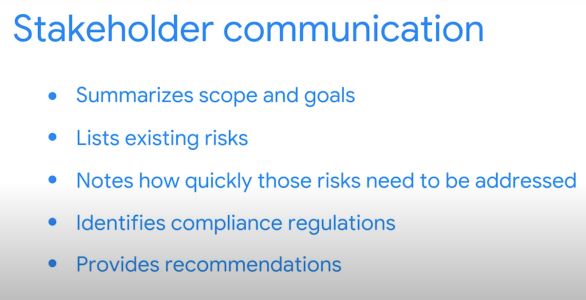 Stakeholder communication
• Summarizes scope and goals
• Lists existing risks
• Notes how quickly those risks need to be addressed
• Identifies compliance regulations
• Provides recommendations